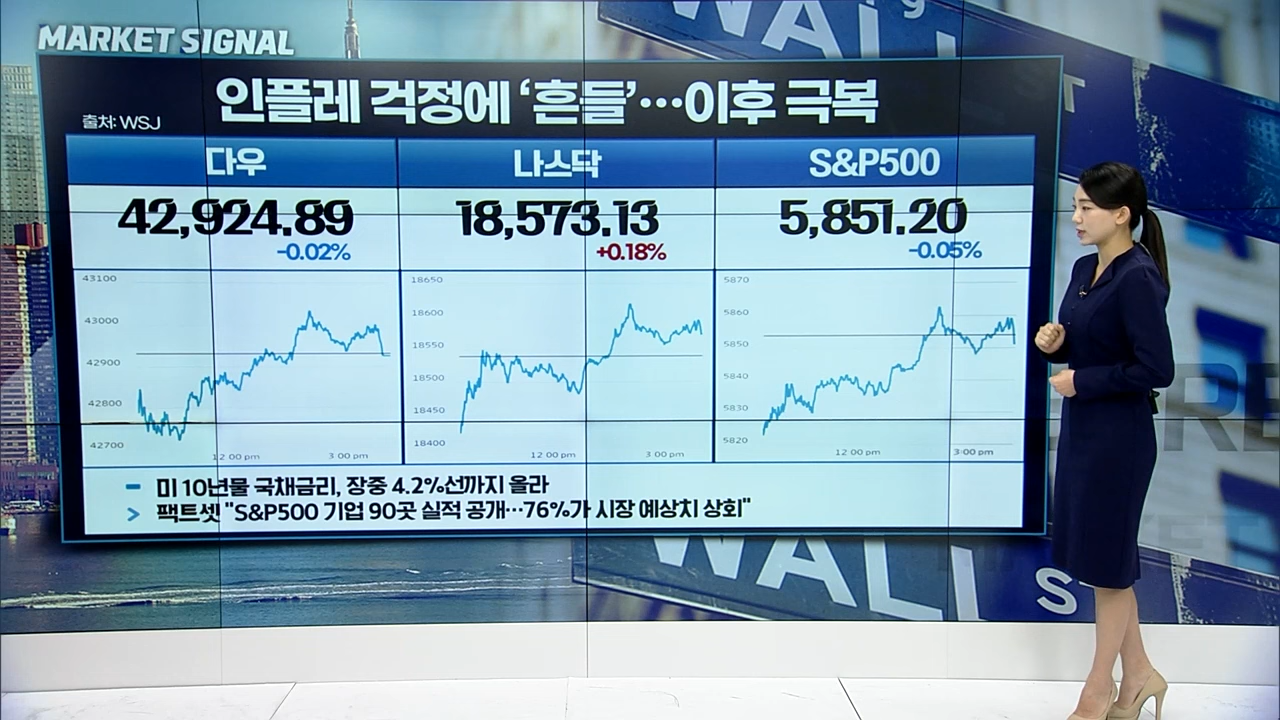 MARKET SIGNAL
인플레 걱정에 ‘흔들’…이후 극복
출처: WSJ
다우 나스닥 S&P500
42,924.89 18,573.13 5,851.20
-0.02% +0.18% -0.05%
43100 18650 5870
43000 18600 5860
42900 18550 5850
42800 18500 5840
18450 5830
42700 18400 5820
12:00 pm 3:00 pm 12:00 pm 3:00 pm 12:00 pm 3:00 pm
미 10년물 국채금리, 장중 4.2%선까지 올라
팩트셋 "S&P500 기업 90곳 실적 공개…76%가 시장 예상치 상회"
WALL
ST
WALL S